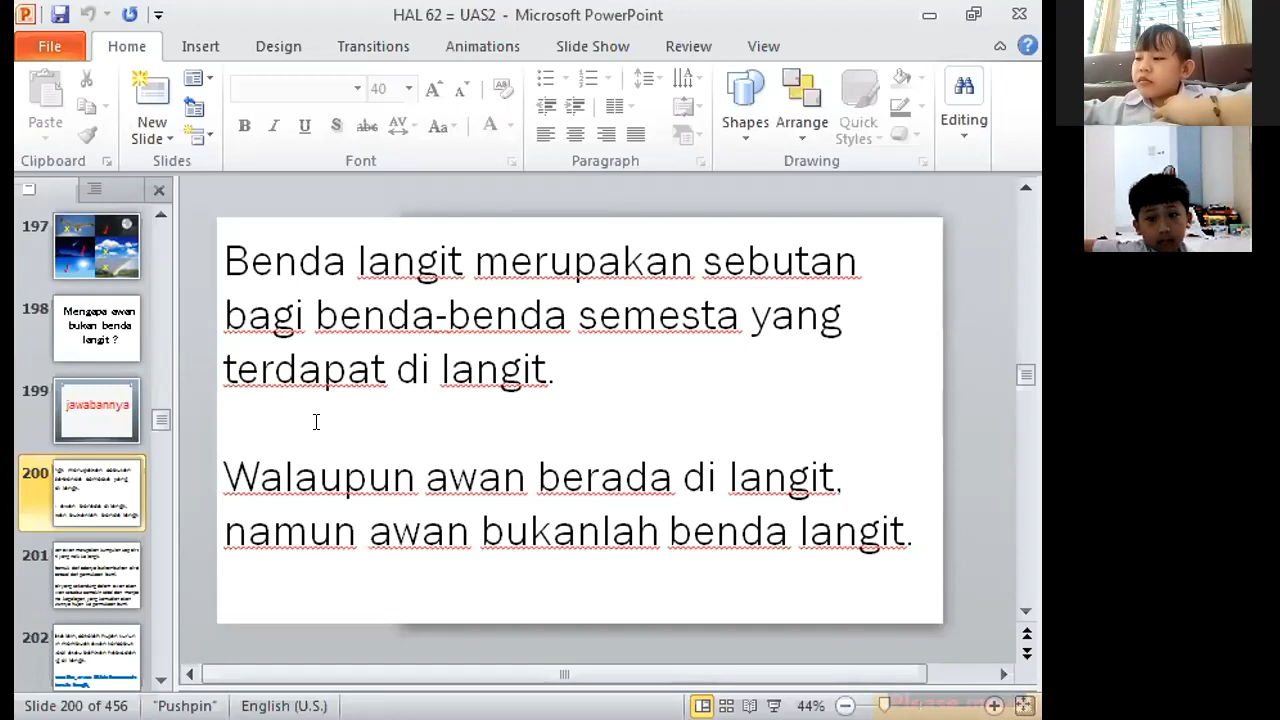 HAL 62 = UAS2 - Microsoft PowerPoint
File Home Insert Design Transitions Animations Slide Show Review View
Paste
New
Slide
Shapes Arrange Quick
Styles
Editing
40
Clipboard Slides Font Paragraph Drawing
197
198
Mengapa awan
bukan benda
langit ?
199
jawabannya
200
201
202
Benda langit merupakan sebutan
bagi benda-benda semesta yang
terdapat di langit.
Walaupun awan berada di langit,
namun awan bukanlah benda langit.
Slide 200 of 456 "Pushpin" English (U.S.) 44%